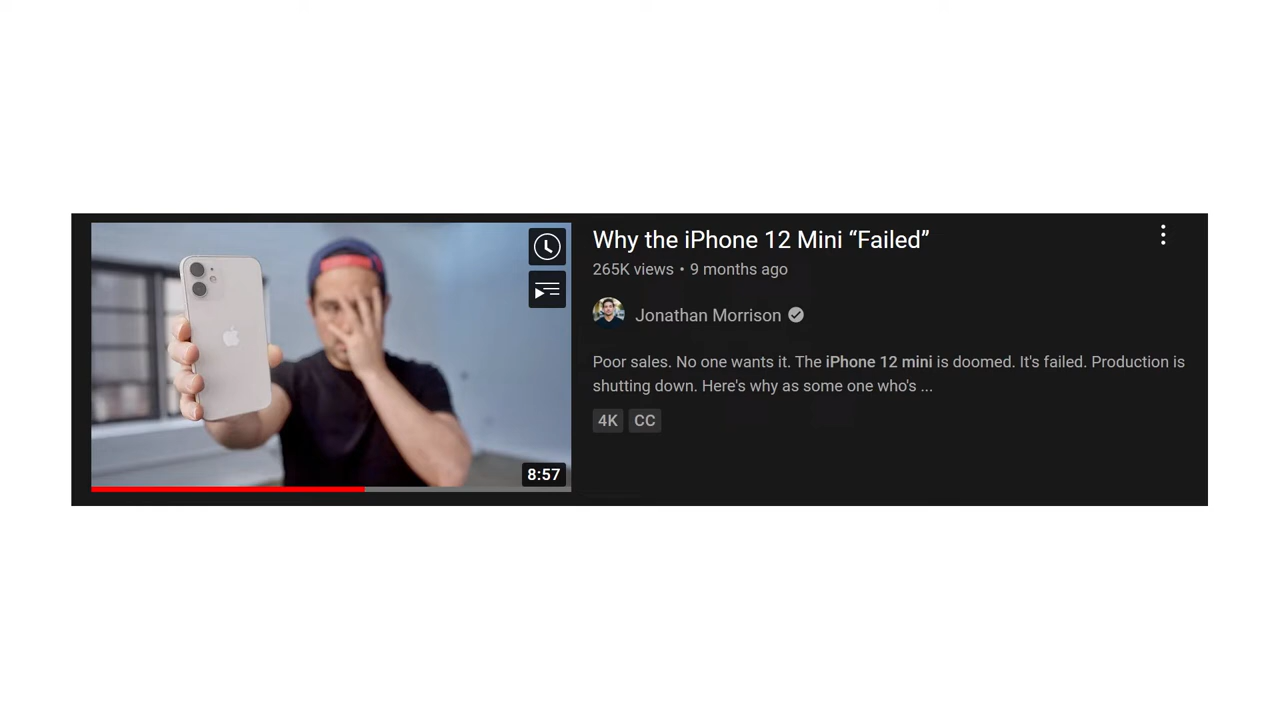 Why the iPhone 12 Mini “Failed”
265K views • 9 months ago
Jonathan Morrison
Poor sales. No one wants it. The iPhone 12 mini is doomed. It's failed. Production is
shutting down. Here's why as some one who's ...
4K CC
8:57